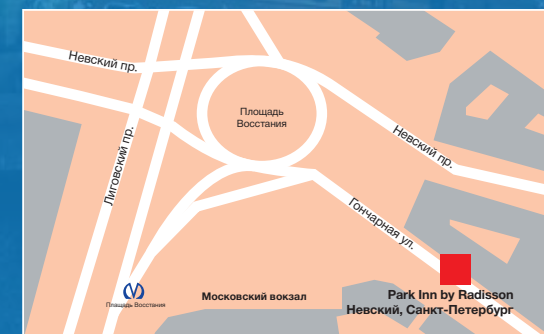 Невский пр.
Площадь
Восстания
Невский пр.
Лиговский пр.
Гончарная ул.
Площадь Восстания
Московский вокзал
Park Inn by Radisson
Невский, Санкт-Петербург